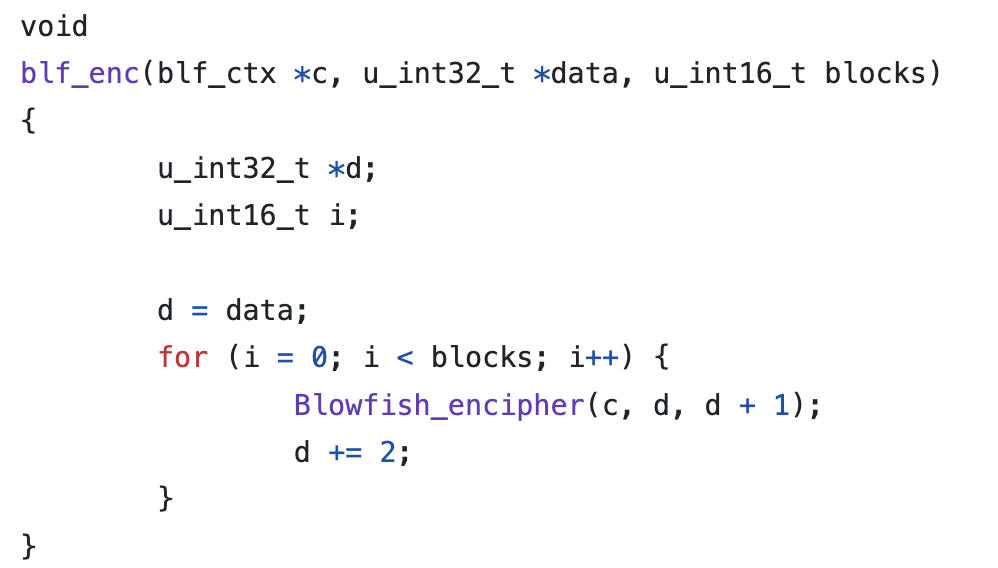 void
blf_enc(blf_ctx *c, u_int32_t *data, u_int16_t blocks)
{
        u_int32_t *d;
        u_int16_t i;

        d = data;
        for (i = 0; i < blocks; i++) {
                Blowfish_encipher(c, d, d + 1);
                d += 2;
        }
}